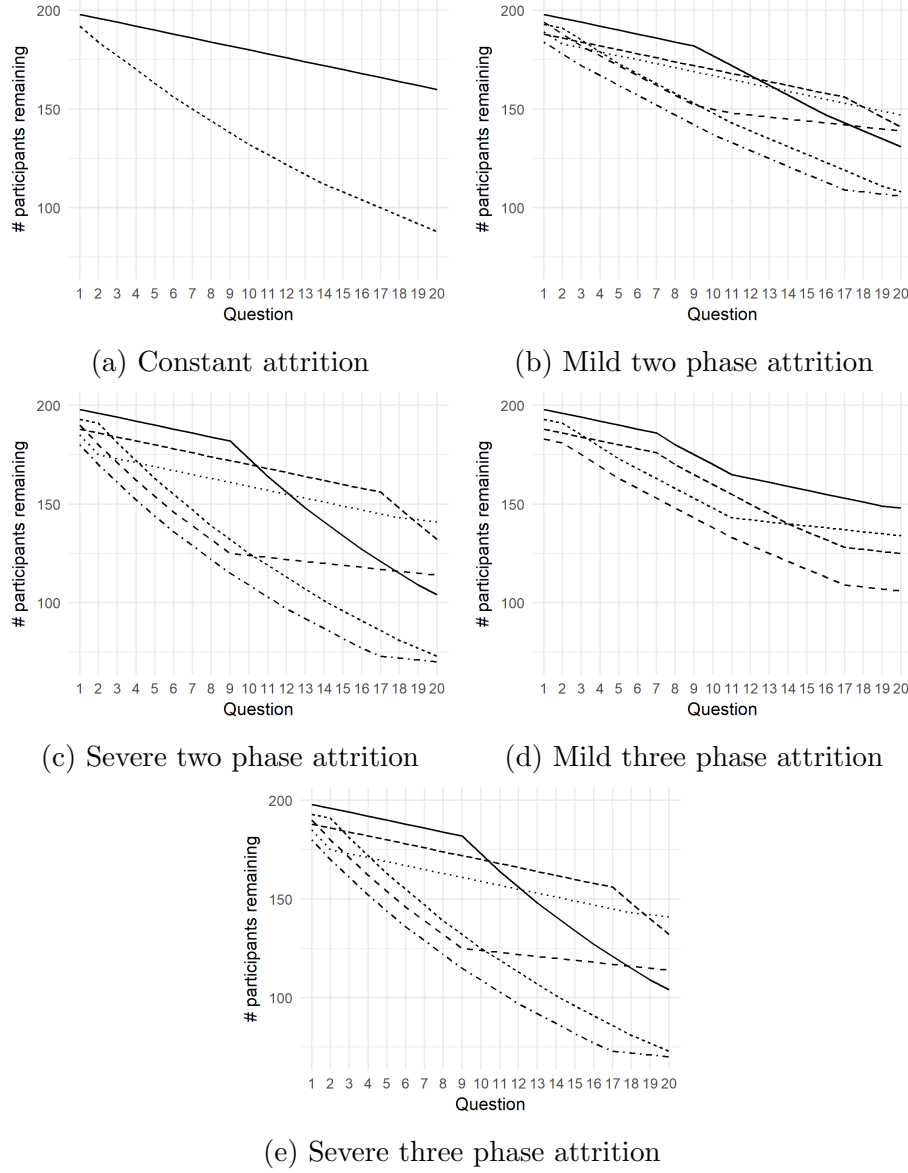 200
150
100
# participants remaining
1 2 3 4 5 6 7 8 9 10 11 12 13 14 15 16 17 18 19 20
Question
(a) Constant attrition
200
150
100
# participants remaining
1 2 3 4 5 6 7 8 9 10 11 12 13 14 15 16 17 18 19 20
Question
(b) Mild two phase attrition
200
150
100
# participants remaining
1 2 3 4 5 6 7 8 9 10 11 12 13 14 15 16 17 18 19 20
Question
(c) Severe two phase attrition
200
150
100
# participants remaining
1 2 3 4 5 6 7 8 9 10 11 12 13 14 15 16 17 18 19 20
Question
(d) Mild three phase attrition
200
150
100
# participants remaining
1 2 3 4 5 6 7 8 9 10 11 12 13 14 15 16 17 18 19 20
Question
(e) Severe three phase attrition